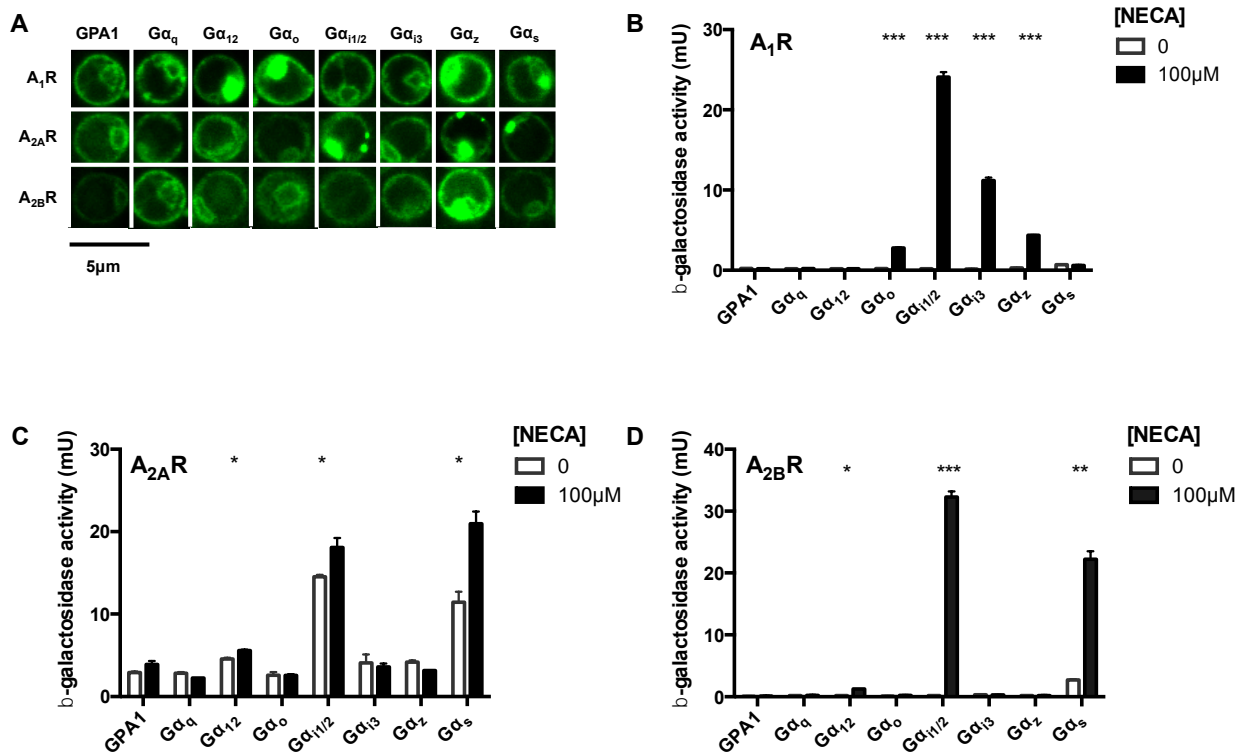 A
GPA1 Gαq Gα12 Gαo Gαi1/2 Gαi3 Gαz Gαs
A1R
A2AR
A2BR
5µm
B
A1R
[NECA]
0
100µM
*** *** *** ***
b-galactosidase activity (mU)
30
20
10
0
GPA1 Gαq Gα12 Gαo Gαi1/2 Gαi3 Gαz Gαs
C
A2AR
[NECA]
0
100µM
* * *
b-galactosidase activity (mU)
30
20
10
0
GPA1 Gαq Gα12 Gαo Gαi1/2 Gαi3 Gαz Gαs
D
A2BR
[NECA]
0
100µM
* *** **
b-galactosidase activity (mU)
40
30
20
10
0
GPA1 Gαq Gα12 Gαo Gαi1/2 Gαi3 Gαz Gαs